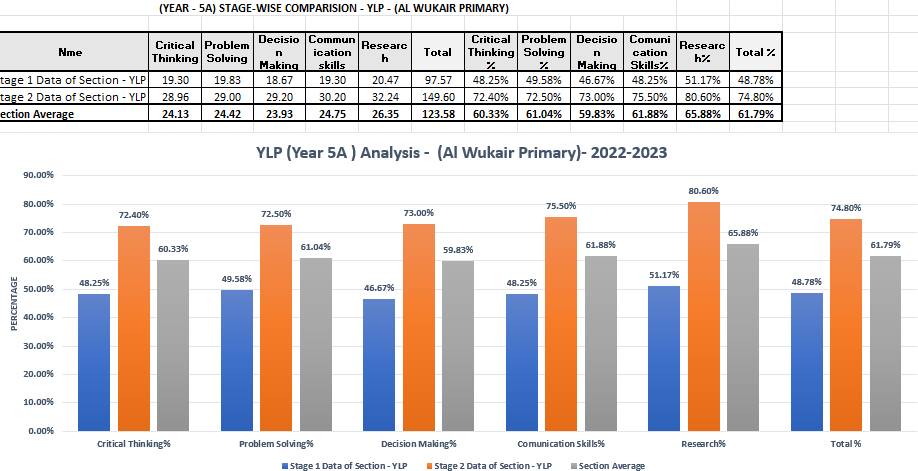 (YEAR - 5A) STAGE-WISE COMPARISION - YLP - (AL WUKAIR PRIMARY)
Nme Critical Thinking Problem Solving Decision Making Communication skills Research Total Critical Thinking % Problem Solving % Decision Making Comunication Skills% Research% Total %
tage 1 Data of Section - YLP 19.30 19.83 18.67 19.30 20.47 97.57 48.25% 49.58% 46.67% 48.25% 51.17% 48.78%
tage 2 Data of Section - YLP 28.96 29.00 29.20 30.20 32.24 149.60 72.40% 72.50% 73.00% 75.50% 80.60% 74.80%
ection Average 24.13 24.42 23.93 24.75 26.35 123.58 60.33% 61.04% 59.83% 61.88% 65.88% 61.79%
YLP (Year 5A ) Analysis - (Al Wukair Primary)- 2022-2023
PERCENTAGE
90.00%
80.00%
70.00%
60.00%
50.00%
40.00%
30.00%
20.00%
10.00%
0.00%
48.25% 72.40% 60.33%
49.58% 72.50% 61.04%
46.67% 73.00% 59.83%
48.25% 75.50% 61.88%
51.17% 80.60% 65.88%
48.78% 74.80% 61.79%
Critical Thinking% Problem Solving% Decision Making% Comunication Skills% Research% Total %
Stage 1 Data of Section - YLP Stage 2 Data of Section - YLP Section Average